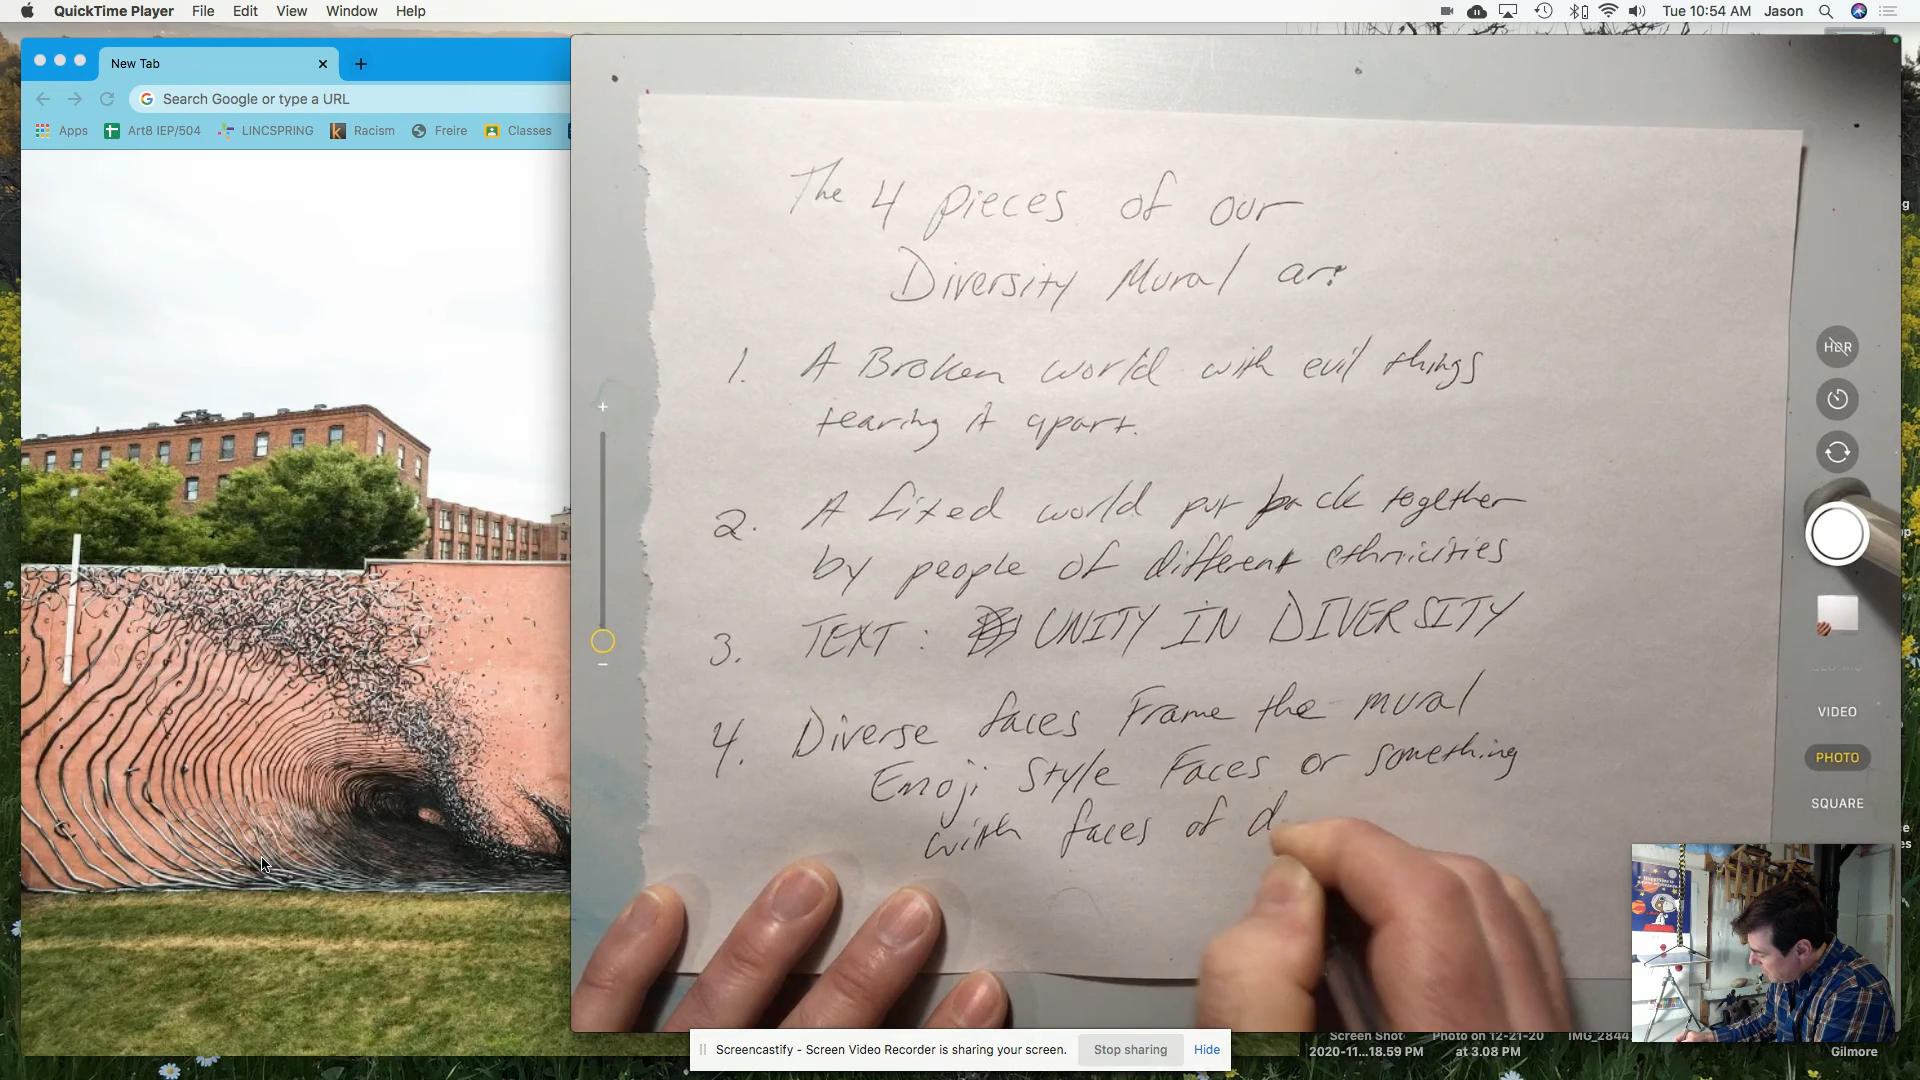 QuickTime Player File Edit View Window Help
Tue 10:54 AM Jason
New Tab
Search Google or type a URL
Apps Art8 IEP/504 LINCSPRING Racism Freire Classes
The 4 pieces of our
Diversity Mural are
1. A Broken world with evil things
tearing it apart.
2. A fixed world put back together
by people of different ethnicities
3. TEXT: UNITY IN DIVERSITY
4. Diverse faces Frame the mural
Emoji Style Faces or something
with faces of d
HDR
VIDEO
PHOTO
SQUARE
Screencastify - Screen Video Recorder is sharing your screen. Stop sharing Hide
Screen Shot
2020-11...18.59 PM
Photo on 12-21-20
at 3.08 PM
IMG_2844
Gilmore